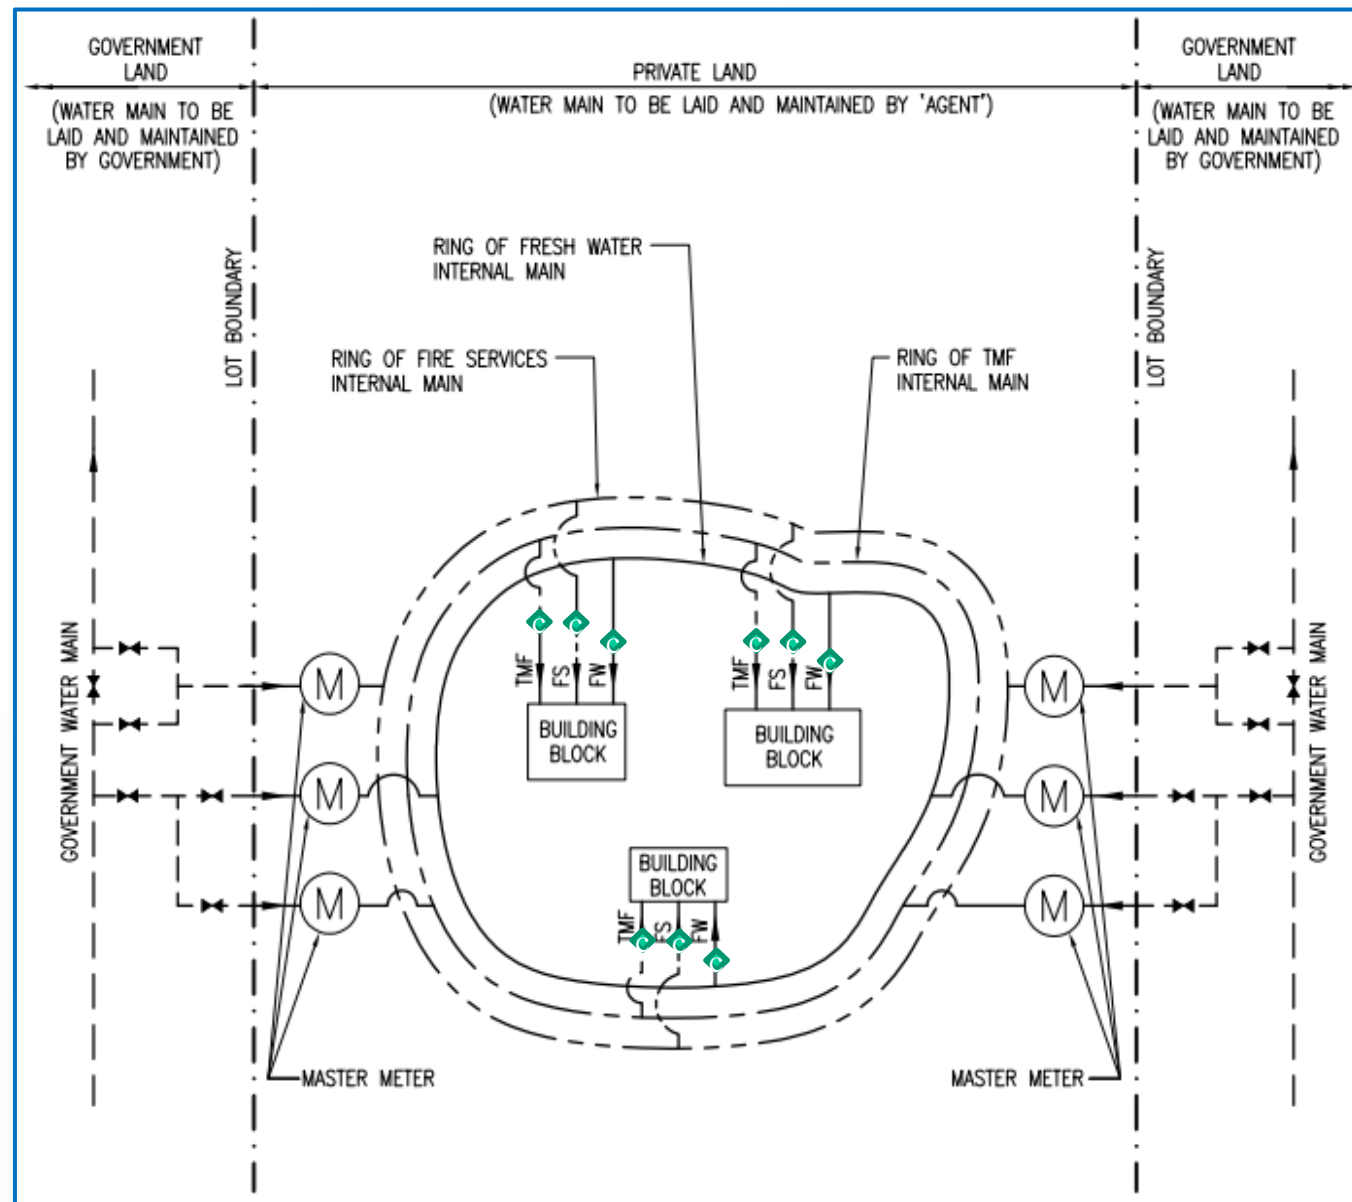 GOVERNMENT
LAND
(WATER MAIN TO BE
LAID AND MAINTAINED
BY GOVERNMENT)
PRIVATE LAND
(WATER MAIN TO BE LAID AND MAINTAINED BY 'AGENT')
GOVERNMENT
LAND
(WATER MAIN TO BE
LAID AND MAINTAINED
BY GOVERNMENT)
LOT BOUNDARY
RING OF FRESH WATER
INTERNAL MAIN
LOT BOUNDARY
RING OF FIRE SERVICES
INTERNAL MAIN
RING OF TMF
INTERNAL MAIN
GOVERNMENT WATER MAIN
C
C
C
C
C
C
TMF
FS
FW
TMF
FS
FW
M
M
BUILDING
BLOCK
BUILDING
BLOCK
GOVERNMENT WATER MAIN
M
M
BUILDING
BLOCK
M
M
TMF
FS
FW
C
C
C
MASTER METER
MASTER METER